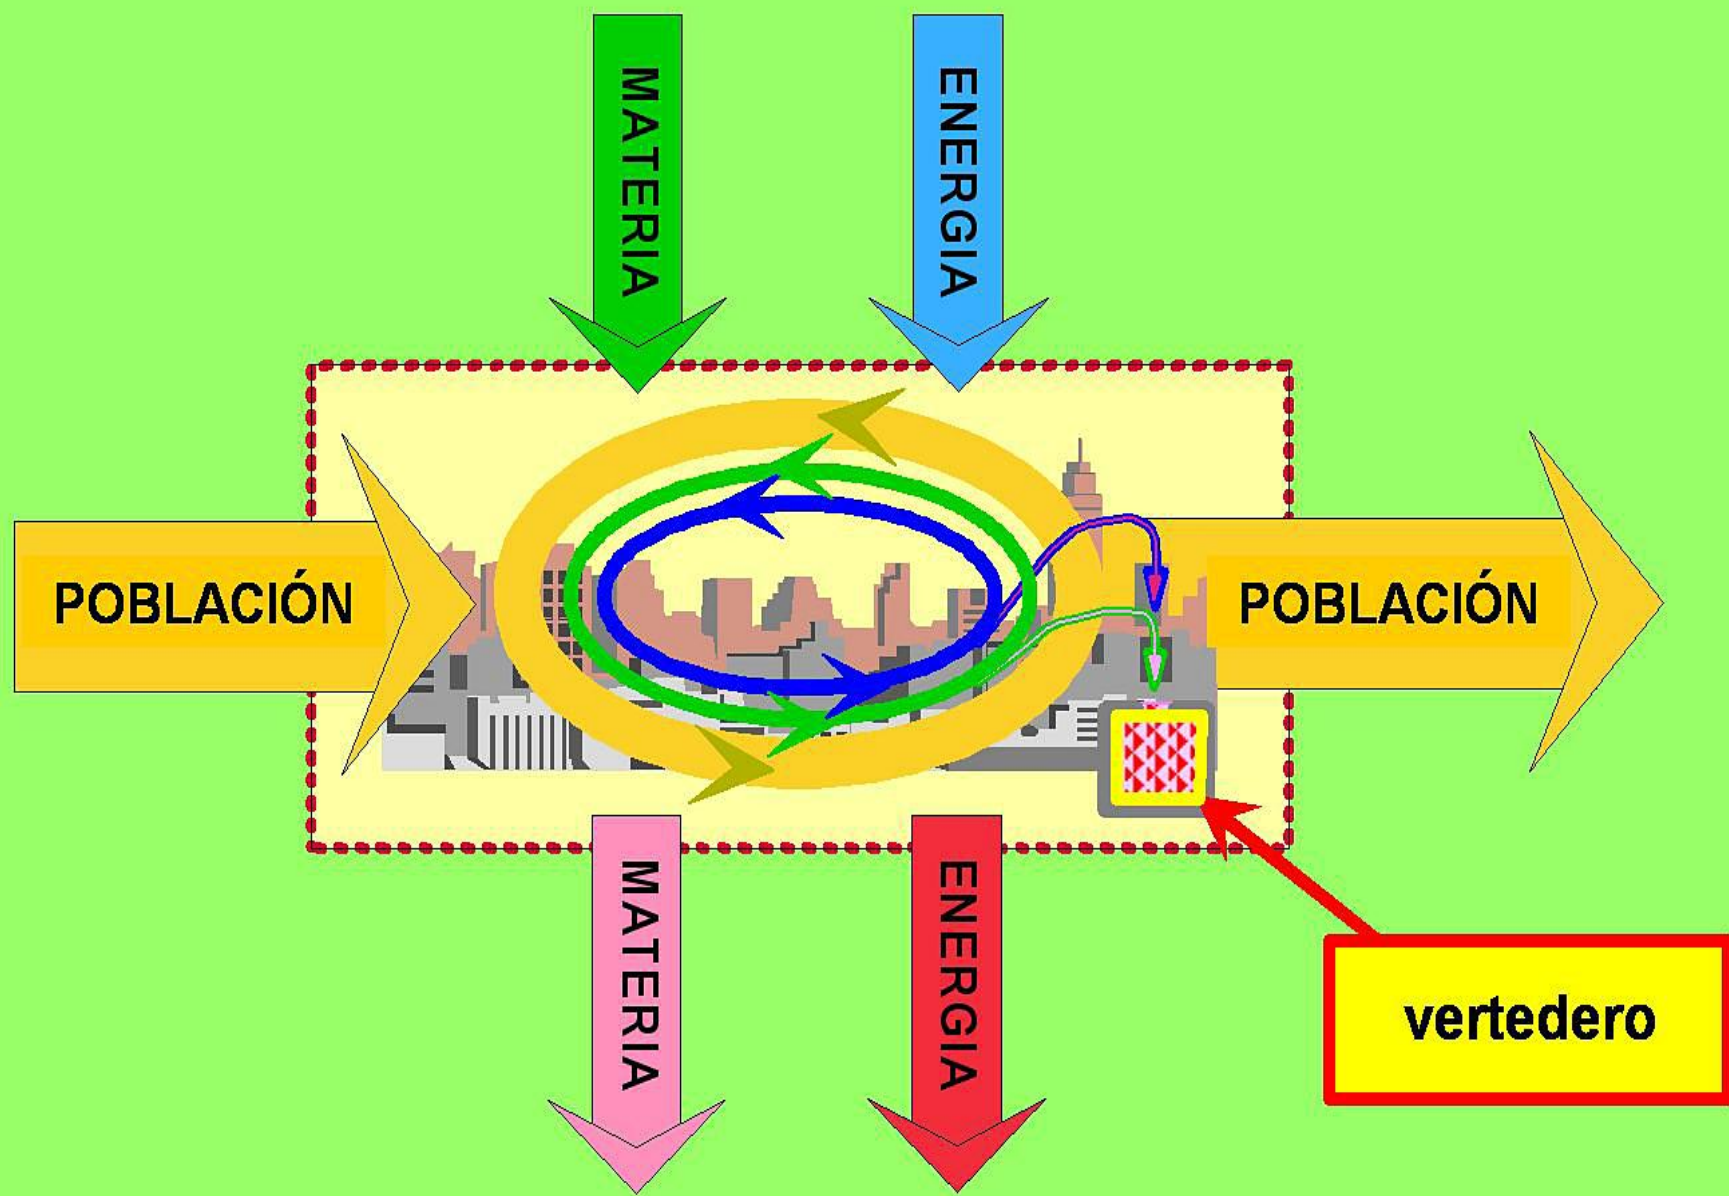 MATERIA
ENERGIA
POBLACIÓN
POBLACIÓN
MATERIA
ENERGIA
vertedero